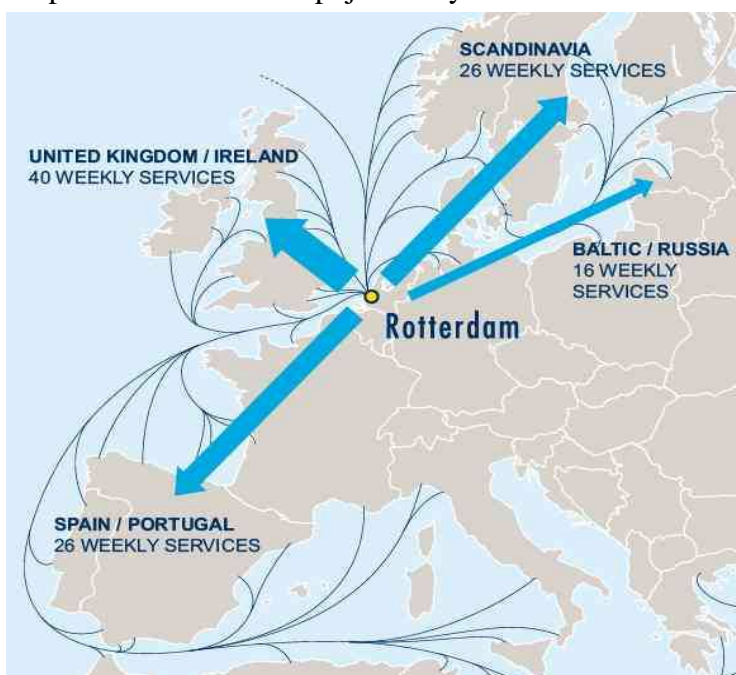 SCANDINAVIA
26 WEEKLY SERVICES
UNITED KINGDOM / IRELAND
40 WEEKLY SERVICES
BALTIC / RUSSIA
16 WEEKLY
SERVICES
Rotterdam
SPAIN / PORTUGAL
26 WEEKLY SERVICES